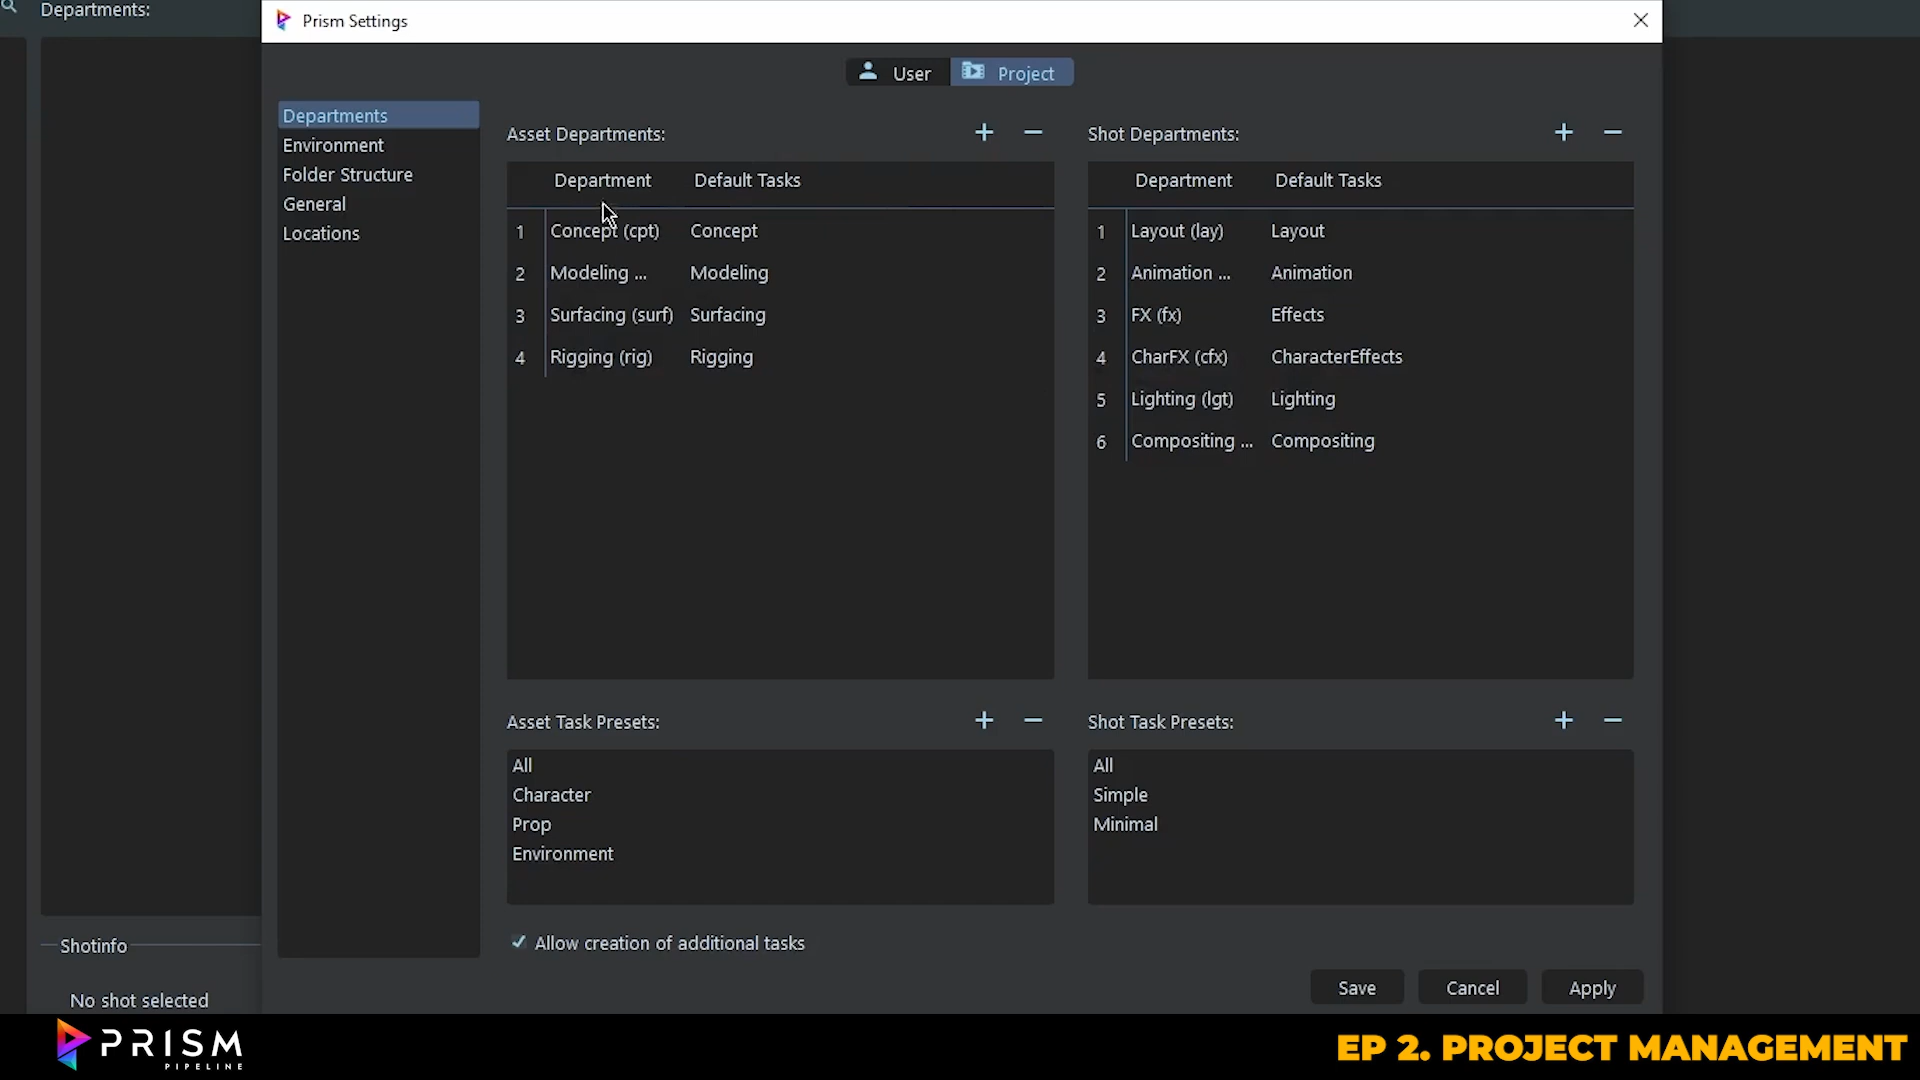 Departments:
Prism Settings
User
Project
Departments
Environment
Folder Structure
General
Locations
Asset Departments:
Department Default Tasks
1 Concept (cpt) Concept
2 Modeling ... Modeling
3 Surfacing (surf) Surfacing
4 Rigging (rig) Rigging
Shot Departments:
Department Default Tasks
1 Layout (lay) Layout
2 Animation ... Animation
3 FX (fx) Effects
4 CharFX (cfx) CharacterEffects
5 Lighting (lgt) Lighting
6 Compositing ... Compositing
Asset Task Presets:
All
Character
Prop
Environment
Shot Task Presets:
All
Simple
Minimal
Allow creation of additional tasks
Save
Cancel
Apply
Shotinfo
No shot selected
PRISM
PIPELINE
EP 2. PROJECT MANAGEMENT